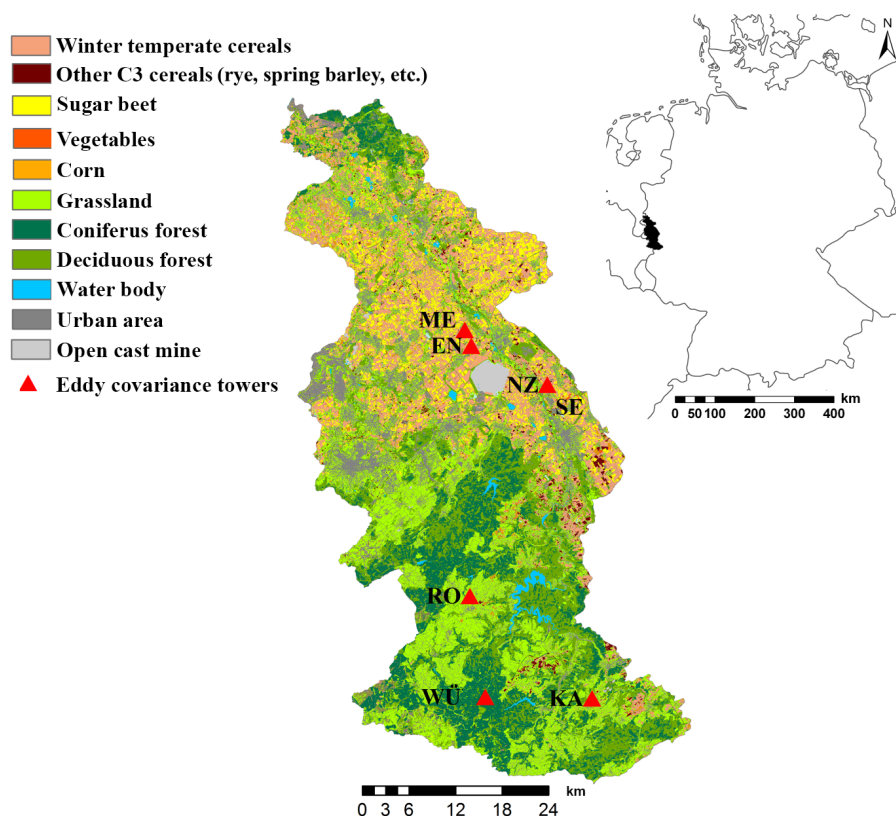 Winter temperate cereals
Other C3 cereals (rye, spring barley, etc.)
Sugar beet
Vegetables
Corn
Grassland
Coniferus forest
Deciduous forest
Water body
Urban area
Open cast mine
Eddy covariance towers
ME
EN
NZ
SE
RO
WÜ
KA
0 3 6 12 18 24
km
N
km
0 50 100 200 300 400